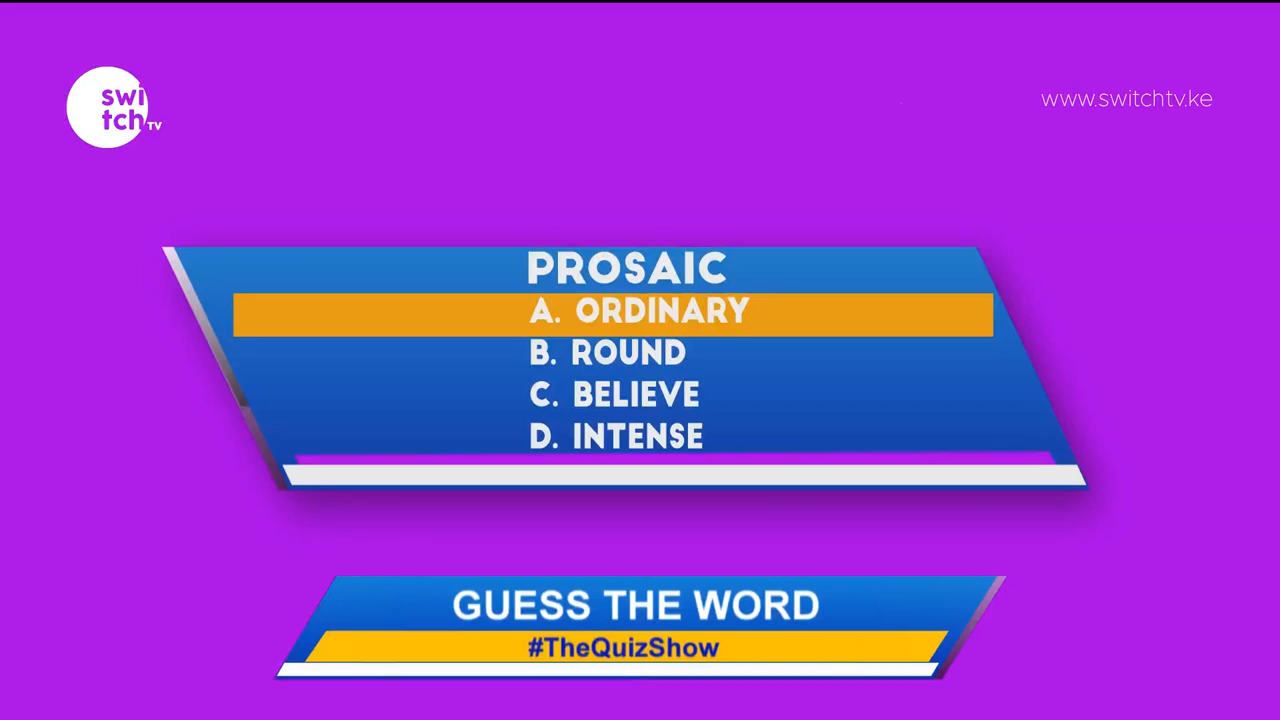 swi
tch TV
www.switchtv.ke
PROSAIC
A. ORDINARY
B. ROUND
C. BELIEVE
D. INTENSE
GUESS THE WORD
#TheQuizShow